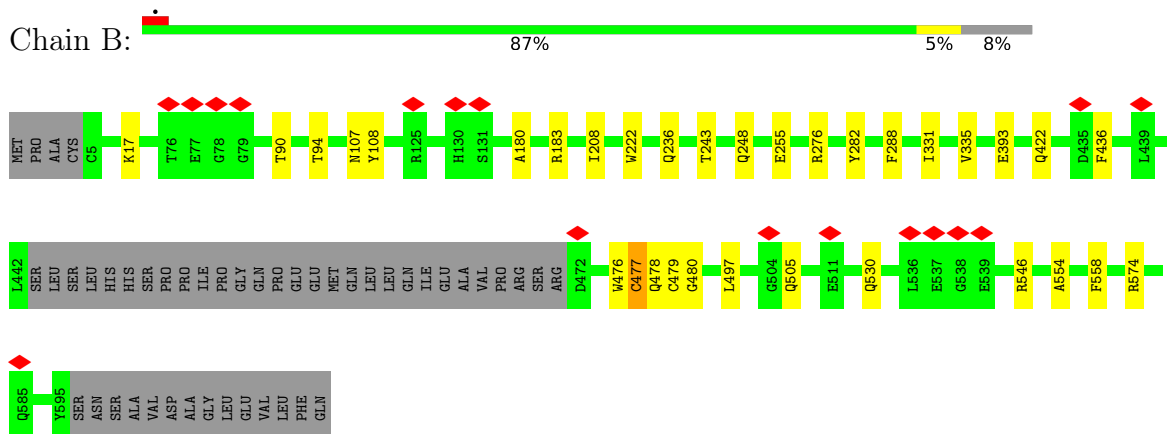 Chain B:
87% 5% 8%
MET PRO ALA CYS C5 K17 T76 E77 G78 G79 T90 T94 N107 Y108 R125 H130 S131 A180 R183 I208 W222 Q236 T243 Q248 E255 R276 Y282 F288 I331 V335 E393 Q422 D435 F436 L439
L442 SER LEU SER LEU HIS HIS SER PRO PRO ILE PRO GLY GLN PRO GLU GLU MET GLN LEU LEU GLN ILE GLU ALA VAL PRO ARG SER ARG D472 W476 C477 Q478 C479 G480 L497 G504 Q505 E511 Q530 L536 E537 G538 E539 R546 A554 F558 R574
Q585 Y595 SER ASN SER ALA VAL ASP ALA GLY LEU GLU VAL LEU PHE GLN